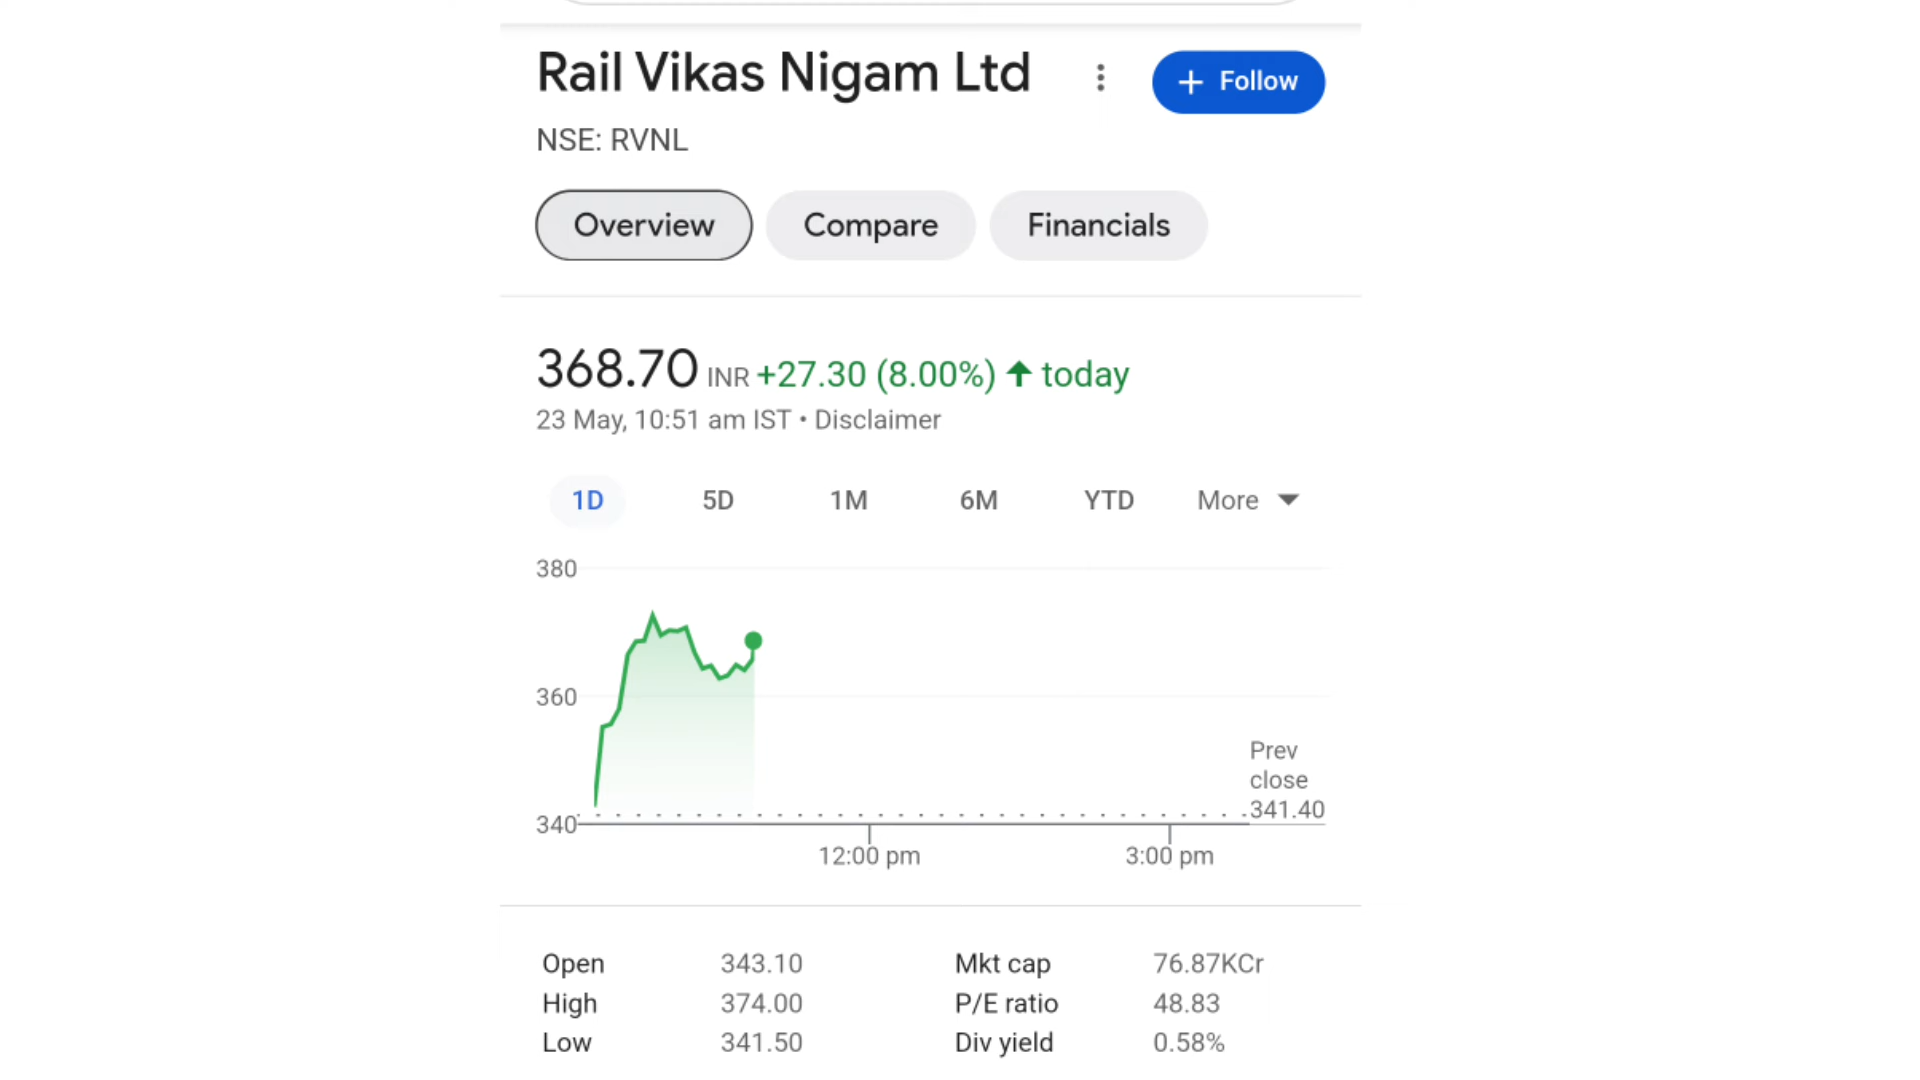 Rail Vikas Nigam Ltd
+ Follow
NSE: RVNL
Overview Compare Financials
368.70 INR +27.30 (8.00%) ↑ today
23 May, 10:51 am IST • Disclaimer
1D 5D 1M 6M YTD More
380
360
Prev
close
341.40
340
12:00 pm 3:00 pm
Open 343.10 Mkt cap 76.87KCr
High 374.00 P/E ratio 48.83
Low 341.50 Div yield 0.58%